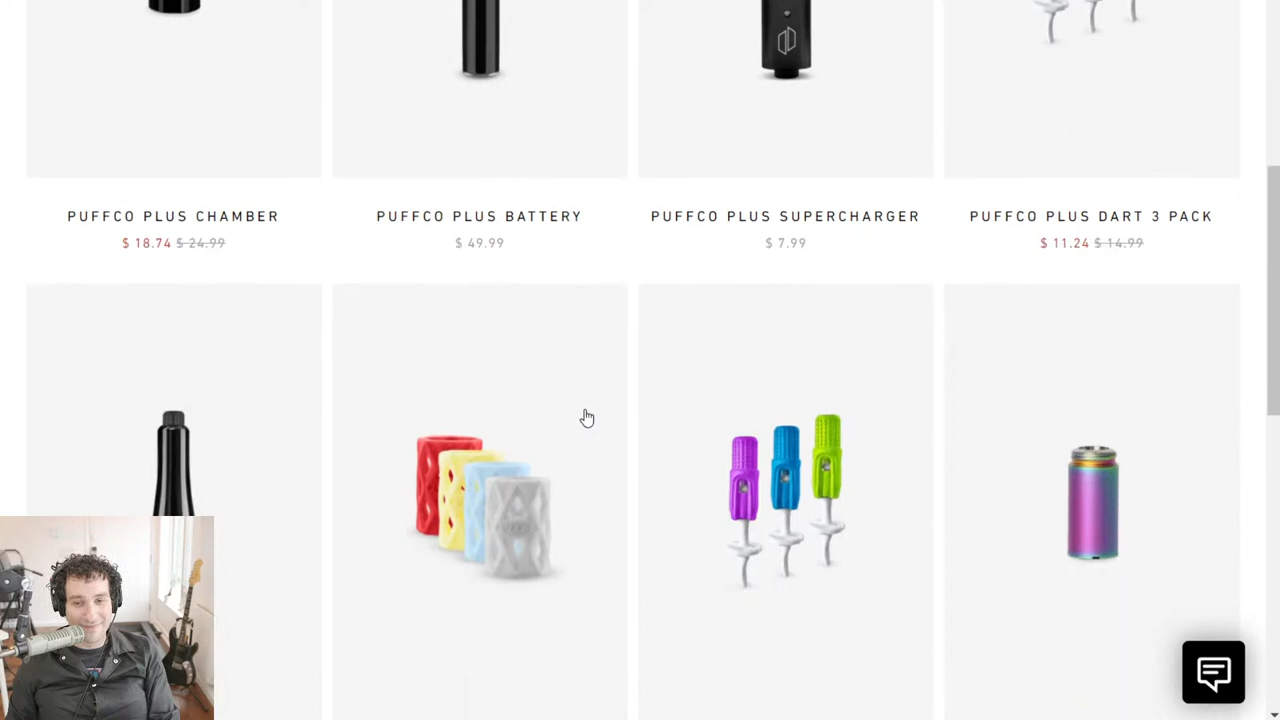 PUFFCO PLUS CHAMBER
$ 18.74 $ 24.99
PUFFCO PLUS BATTERY
$ 49.99
PUFFCO PLUS SUPERCHARGER
$ 7.99
PUFFCO PLUS DART 3 PACK
$ 11.24 $ 14.99